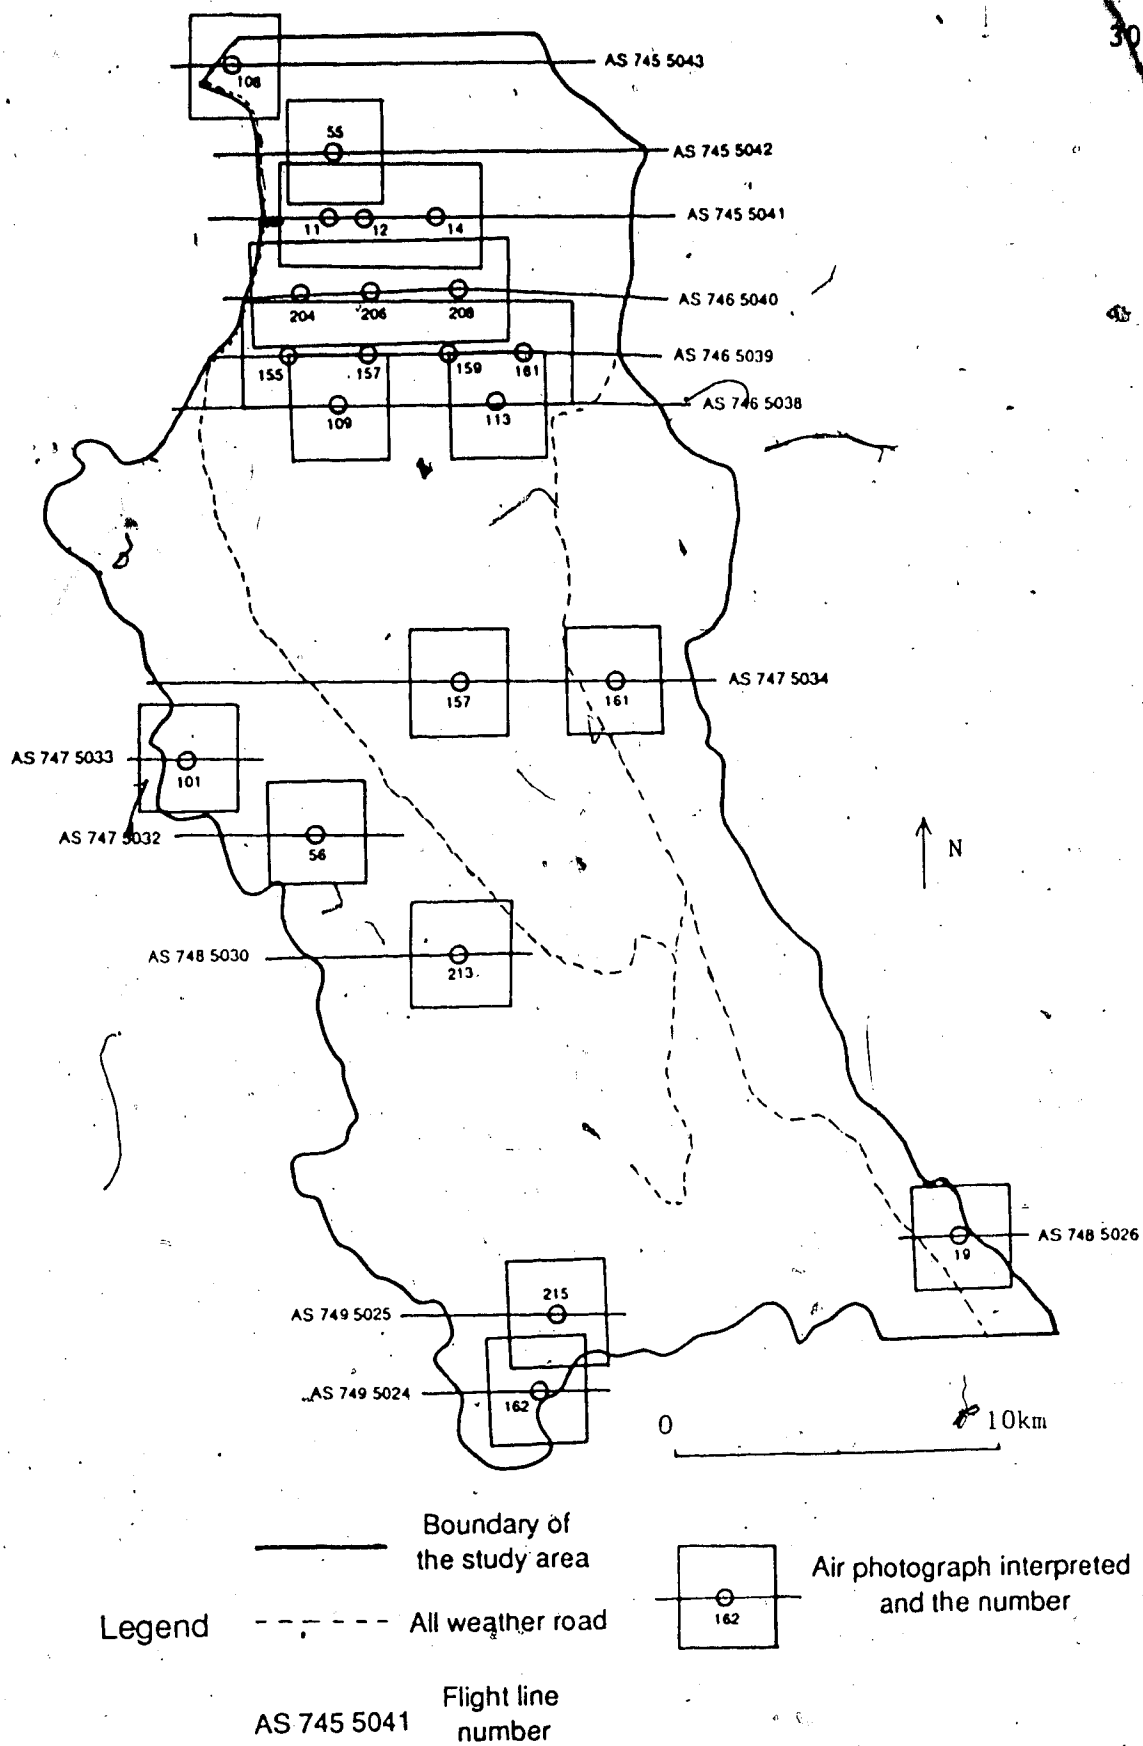 30
AS 745 5043
108
55
AS 745 5042
AS 745 5041
11 12 14
AS 746 5040
204 206 208
AS 746 5039
155 157 159 161
AS 746 5038
109 113
AS 747 5034
157 161
AS 747 5033
101
AS 747 5032
56
N
AS 748 5030
213
AS 748 5026
19
215
AS 749 5025
AS 749 5024
162
0 10km
Boundary of
the study area
Air photograph interpreted
and the number
162
Legend
All weather road
AS 745 5041
Flight line
number